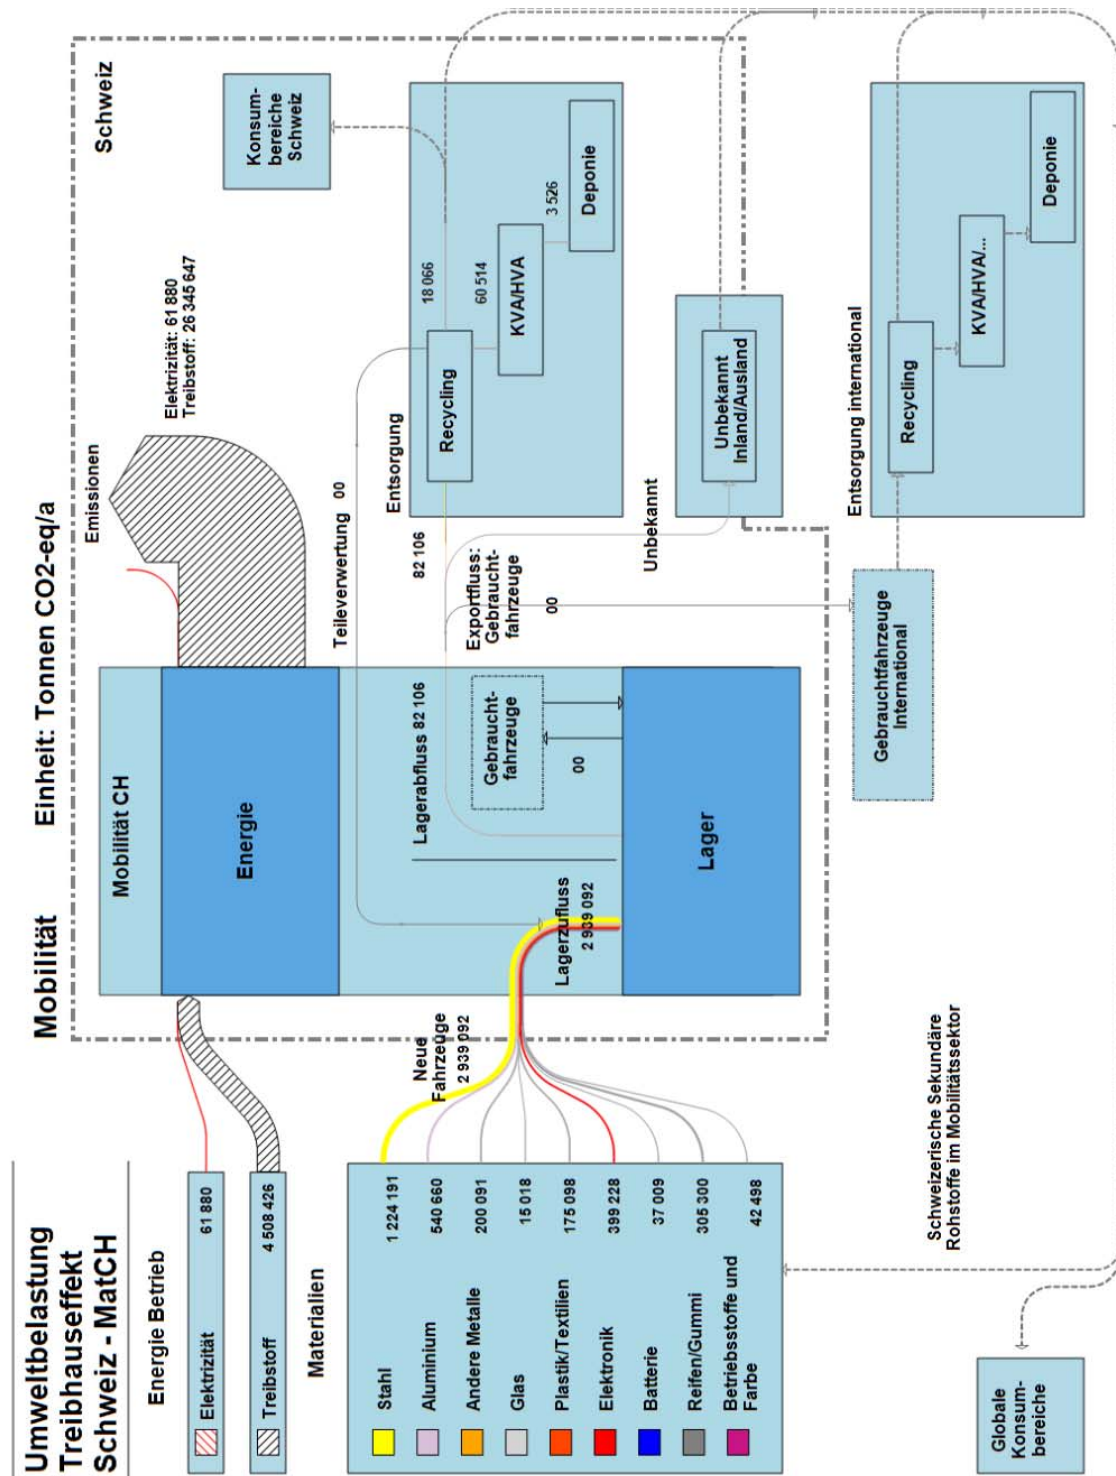 Umweltbelastung
Treibhauseffekt
Schweiz - MatCH
Mobilität
Einheit: Tonnen CO2-eq/a
Schweiz
Energie Betrieb
Elektrizität
61 880
Treibstoff
4 508 426
Materialien
Stahl
1 224 191
Aluminium
540 660
Andere Metalle
200 091
Glas
15 018
Plastik/Textilien
175 098
Elektronik
399 228
Batterie
37 009
Reifen/Gummi
305 300
Betriebsstoffe und
Farbe
42 498
Globale
Konsum-
bereiche
Neue
Fahrzeuge
2 939 092
Schweizerische Sekundäre
Rohstoffe im Mobilitätssektor
Mobilität CH
Energie
Lagerzufluss
2 939 092
Lagerabfluss 82 106
Gebraucht-
fahrzeuge
00
Lager
Emissionen
Elektrizität: 61 880
Treibstoff: 26 345 647
Teileverwertung 00
82 106
Exportfluss:
Gebraucht-
fahrzeuge
00
Unbekannt
Gebrauchtfahrzeuge
International
Konsum-
bereiche
Schweiz
Entsorgung
Recycling
18 066
60 514
KVA/HVA
3 526
Deponie
Unbekannt
Inland/Ausland
Entsorgung international
Recycling
KVA/HVA/...
Deponie